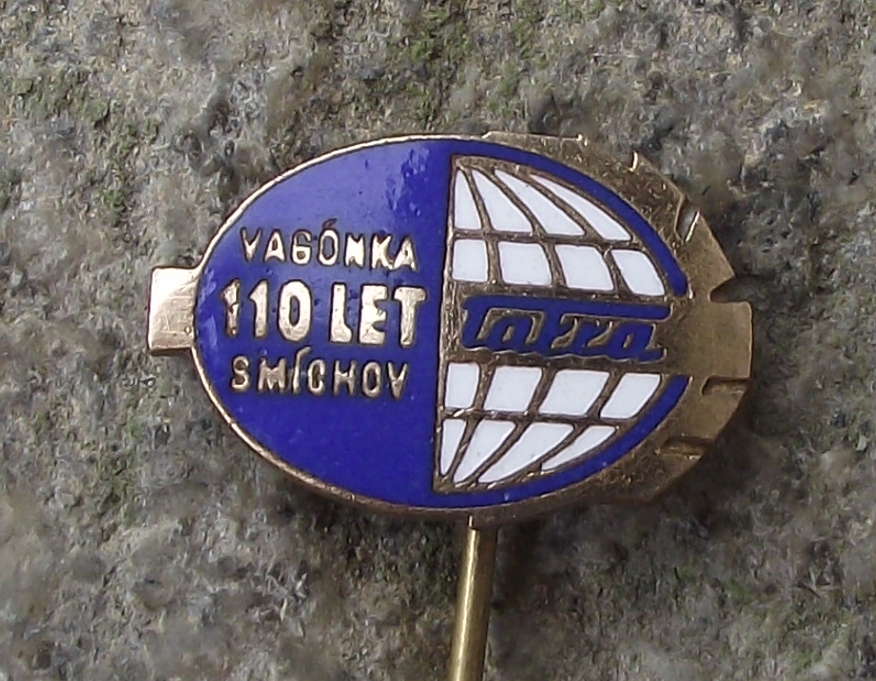 VAGÓNKA
110 LET
SMÍCHOV
Tatra